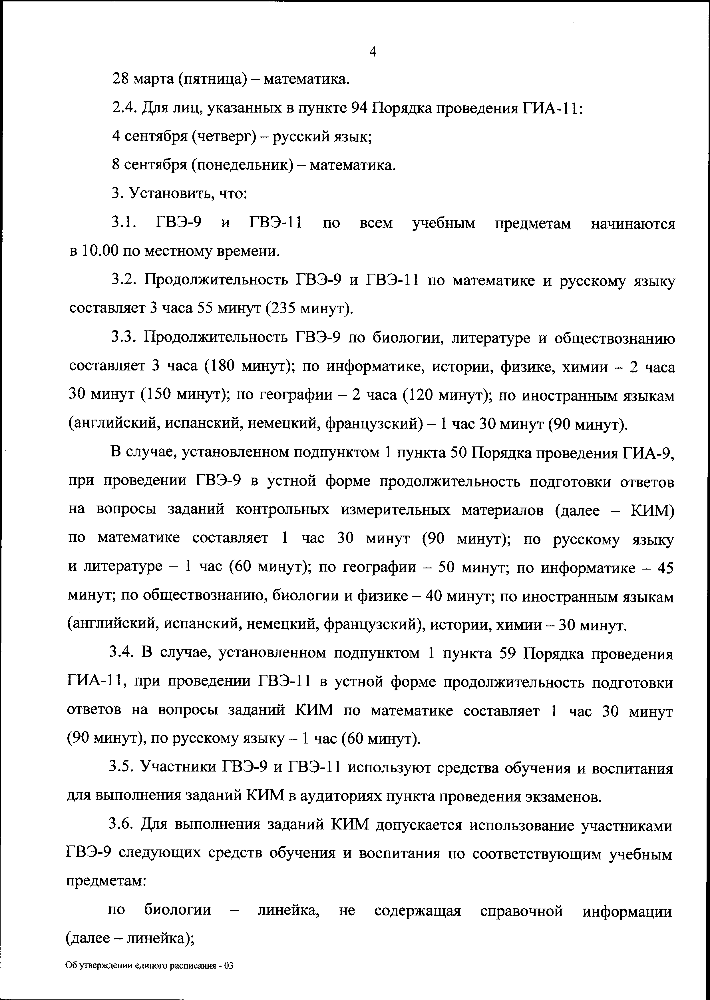 4
28 марта (пятница) – математика.
2.4. Для лиц, указанных в пункте 94 Порядка проведения ГИА-11:
4 сентября (четверг) – русский язык;
8 сентября (понедельник) – математика.
3. Установить, что:
3.1. ГВЭ-9 и ГВЭ-11 по всем учебным предметам начинаются
в 10.00 по местному времени.
3.2. Продолжительность ГВЭ-9 и ГВЭ-11 по математике и русскому языку
составляет 3 часа 55 минут (235 минут).
3.3. Продолжительность ГВЭ-9 по биологии, литературе и обществознанию
составляет 3 часа (180 минут); по информатике, истории, физике, химии – 2 часа
30 минут (150 минут); по географии – 2 часа (120 минут); по иностранным языкам
(английский, испанский, немецкий, французский) – 1 час 30 минут (90 минут).
В случае, установленном подпунктом 1 пункта 50 Порядка проведения ГИА-9,
при проведении ГВЭ-9 в устной форме продолжительность подготовки ответов
на вопросы заданий контрольных измерительных материалов (далее – КИМ)
по математике составляет 1 час 30 минут (90 минут); по русскому языку
и литературе – 1 час (60 минут); по географии – 50 минут; по информатике – 45
минут; по обществознанию, биологии и физике – 40 минут; по иностранным языкам
(английский, испанский, немецкий, французский), истории, химии – 30 минут.
3.4. В случае, установленном подпунктом 1 пункта 59 Порядка проведения
ГИА-11, при проведении ГВЭ-11 в устной форме продолжительность подготовки
ответов на вопросы заданий КИМ по математике составляет 1 час 30 минут
(90 минут), по русскому языку – 1 час (60 минут).
3.5. Участники ГВЭ-9 и ГВЭ-11 используют средства обучения и воспитания
для выполнения заданий КИМ в аудиториях пункта проведения экзаменов.
3.6. Для выполнения заданий КИМ допускается использование участниками
ГВЭ-9 следующих средств обучения и воспитания по соответствующим учебным
предметам:
по биологии – линейка, не содержащая справочной информации
(далее – линейка);
Об утверждении единого расписания - 03